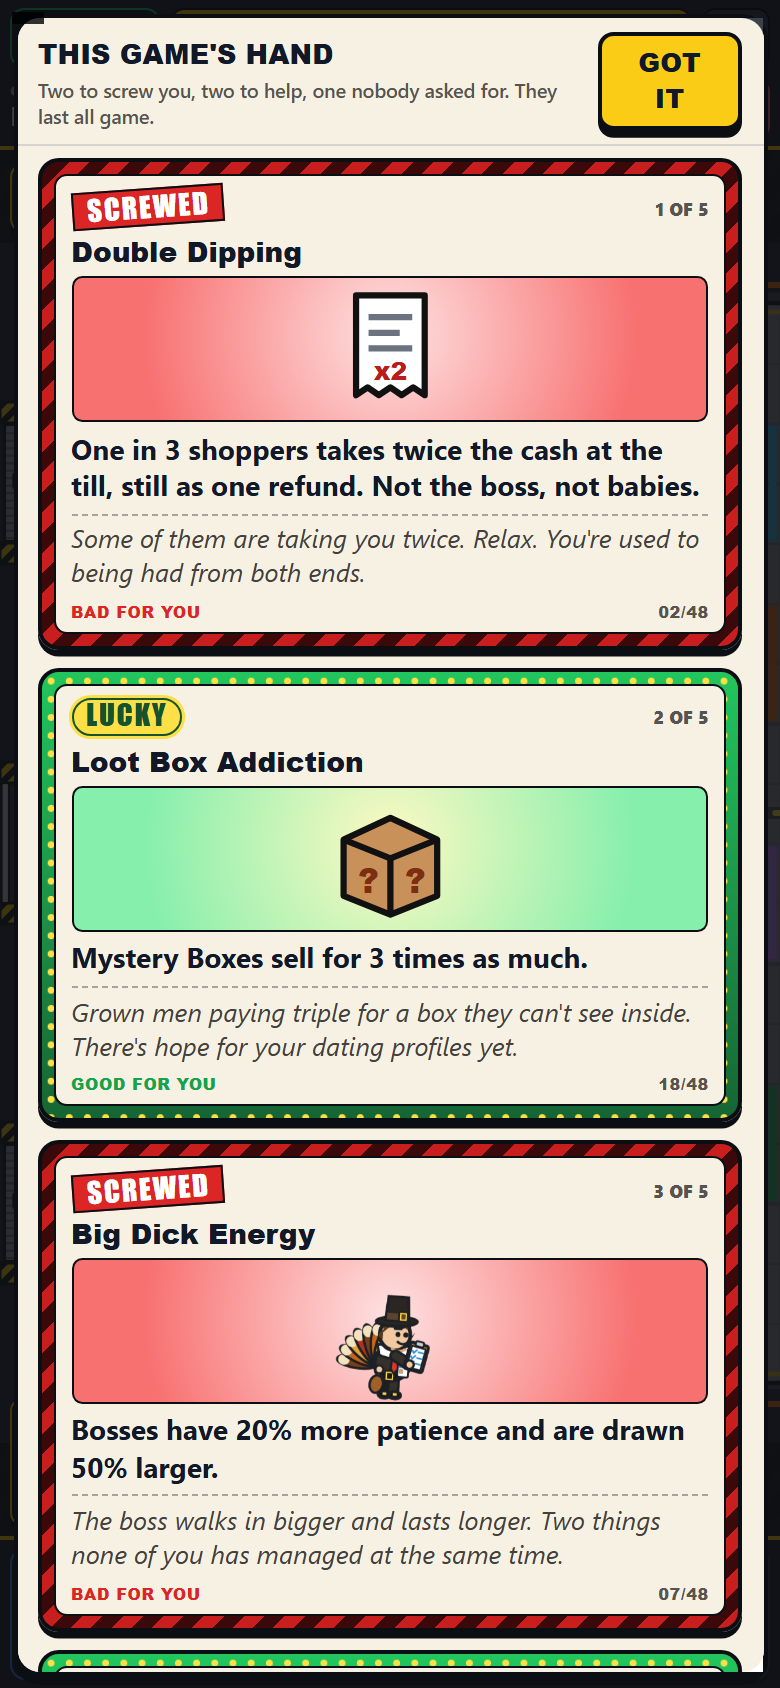 THIS GAME'S HAND
Two to screw you, two to help, one nobody asked for. They
last all game.
GOT
IT
SCREWED
1 OF 5
Double Dipping
x2
One in 3 shoppers takes twice the cash at the
till, still as one refund. Not the boss, not babies.
Some of them are taking you twice. Relax. You're used to
being had from both ends.
BAD FOR YOU
02/48
LUCKY
2 OF 5
Loot Box Addiction
? ?
Mystery Boxes sell for 3 times as much.
Grown men paying triple for a box they can't see inside.
There's hope for your dating profiles yet.
GOOD FOR YOU
18/48
SCREWED
3 OF 5
Big Dick Energy
Bosses have 20% more patience and are drawn
50% larger.
The boss walks in bigger and lasts longer. Two things
none of you has managed at the same time.
BAD FOR YOU
07/48